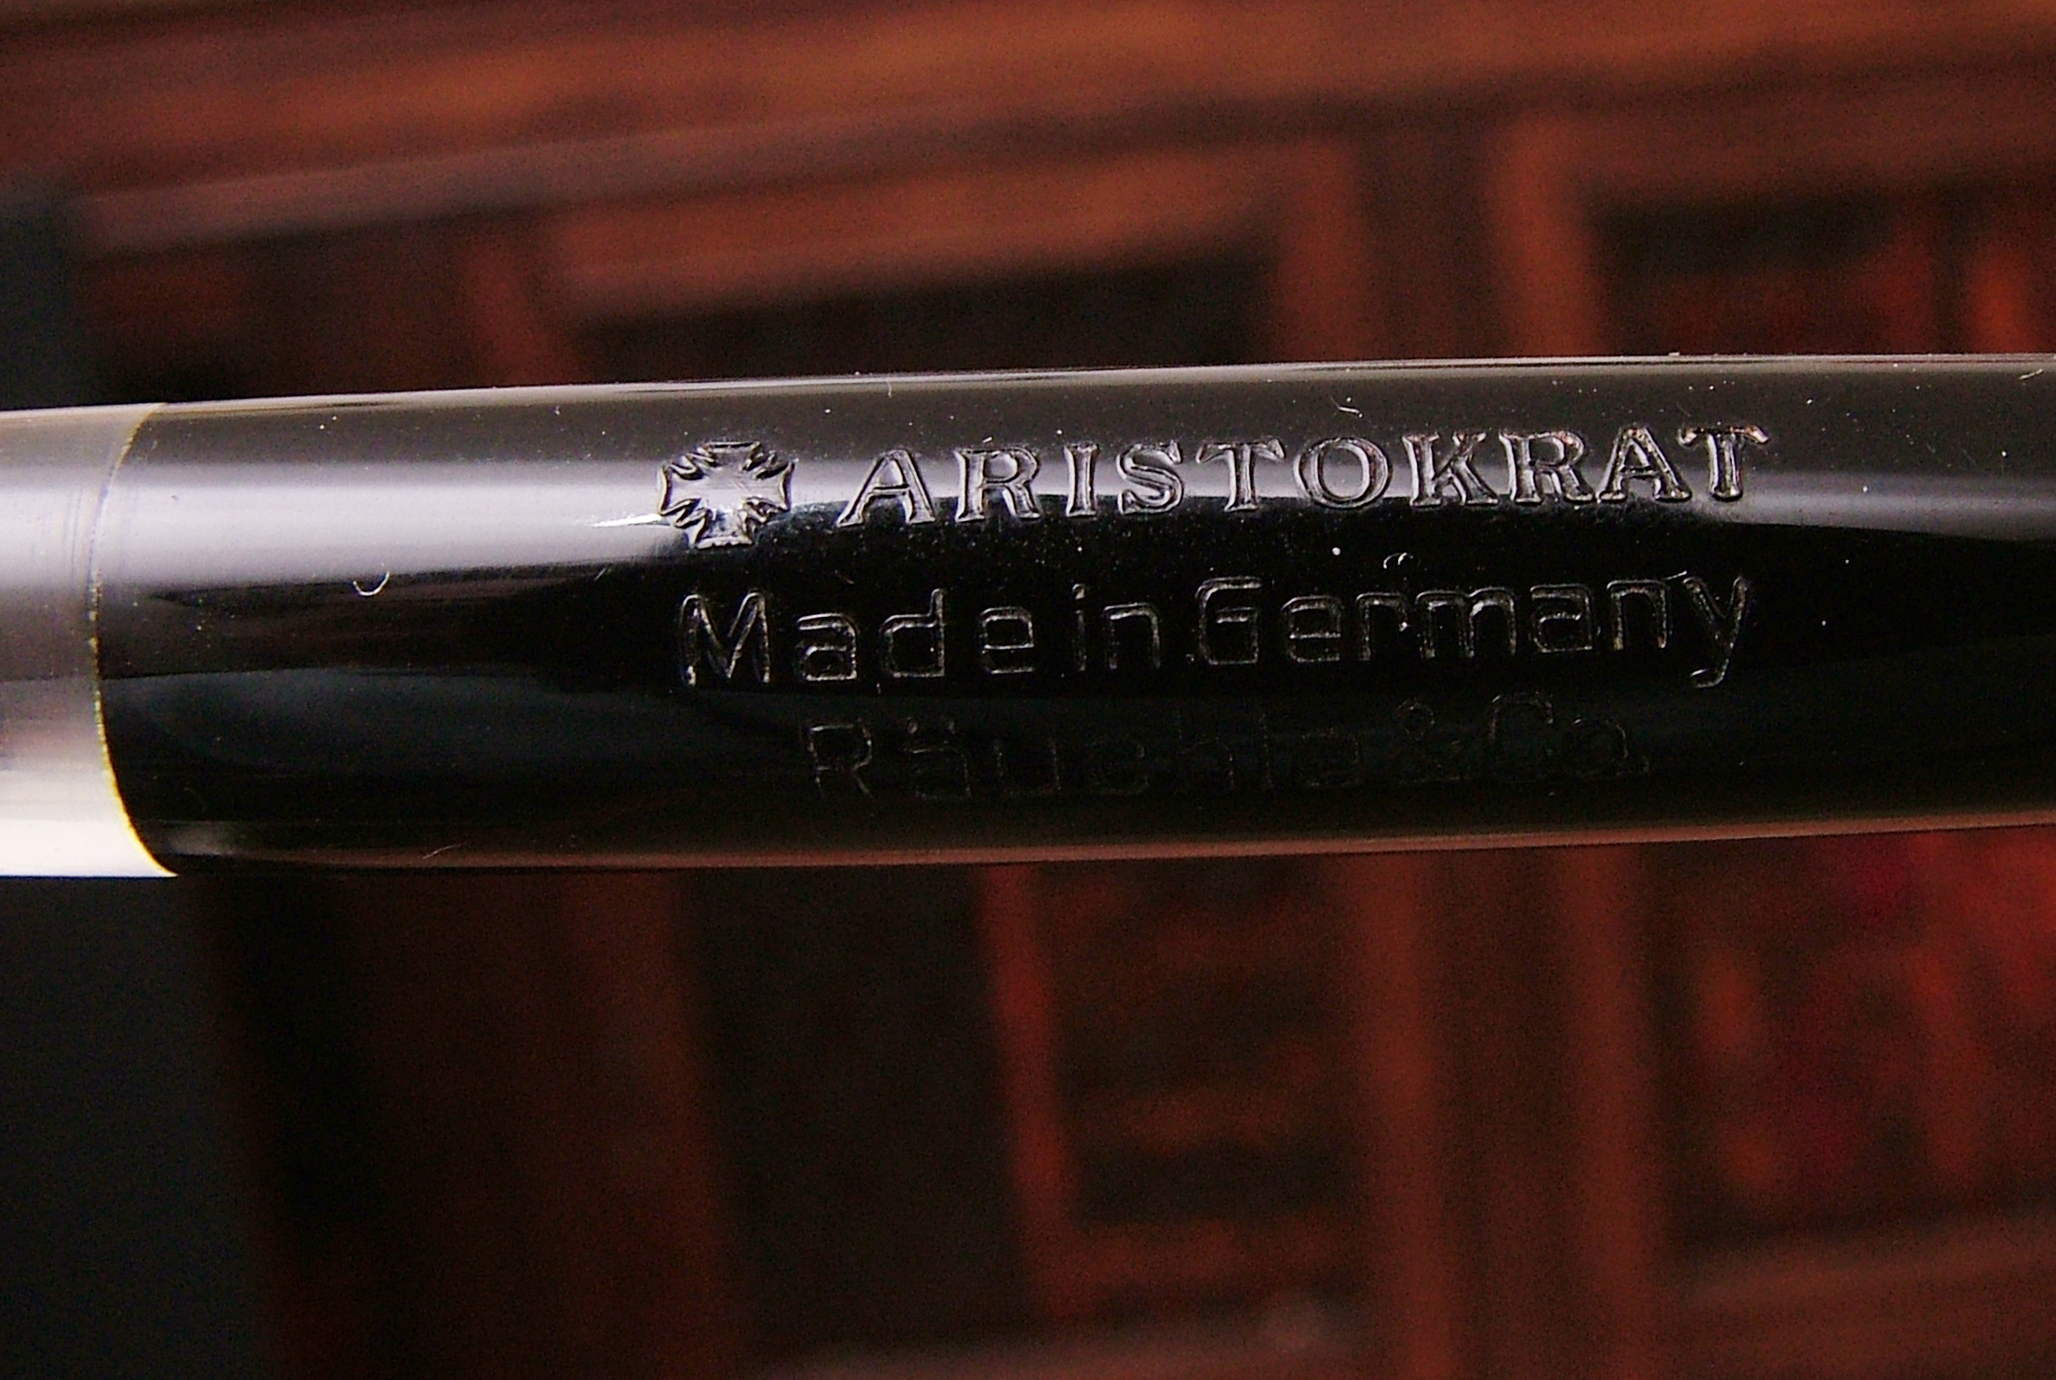 ARISTOKRAT
Made in Germany
Räuchle & Co.